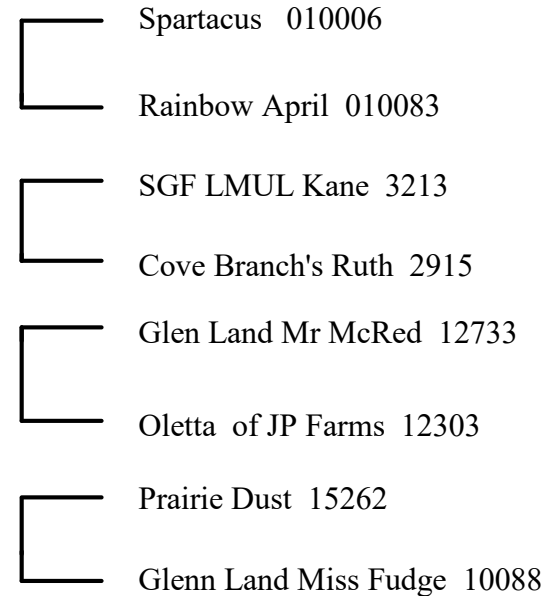 Spartacus   010006
Rainbow April  010083
SGF LMUL Kane  3213
Cove Branch's Ruth  2915
Glen Land Mr McRed  12733
Oletta  of JP Farms  12303
Prairie Dust  15262
Glenn Land Miss Fudge  10088